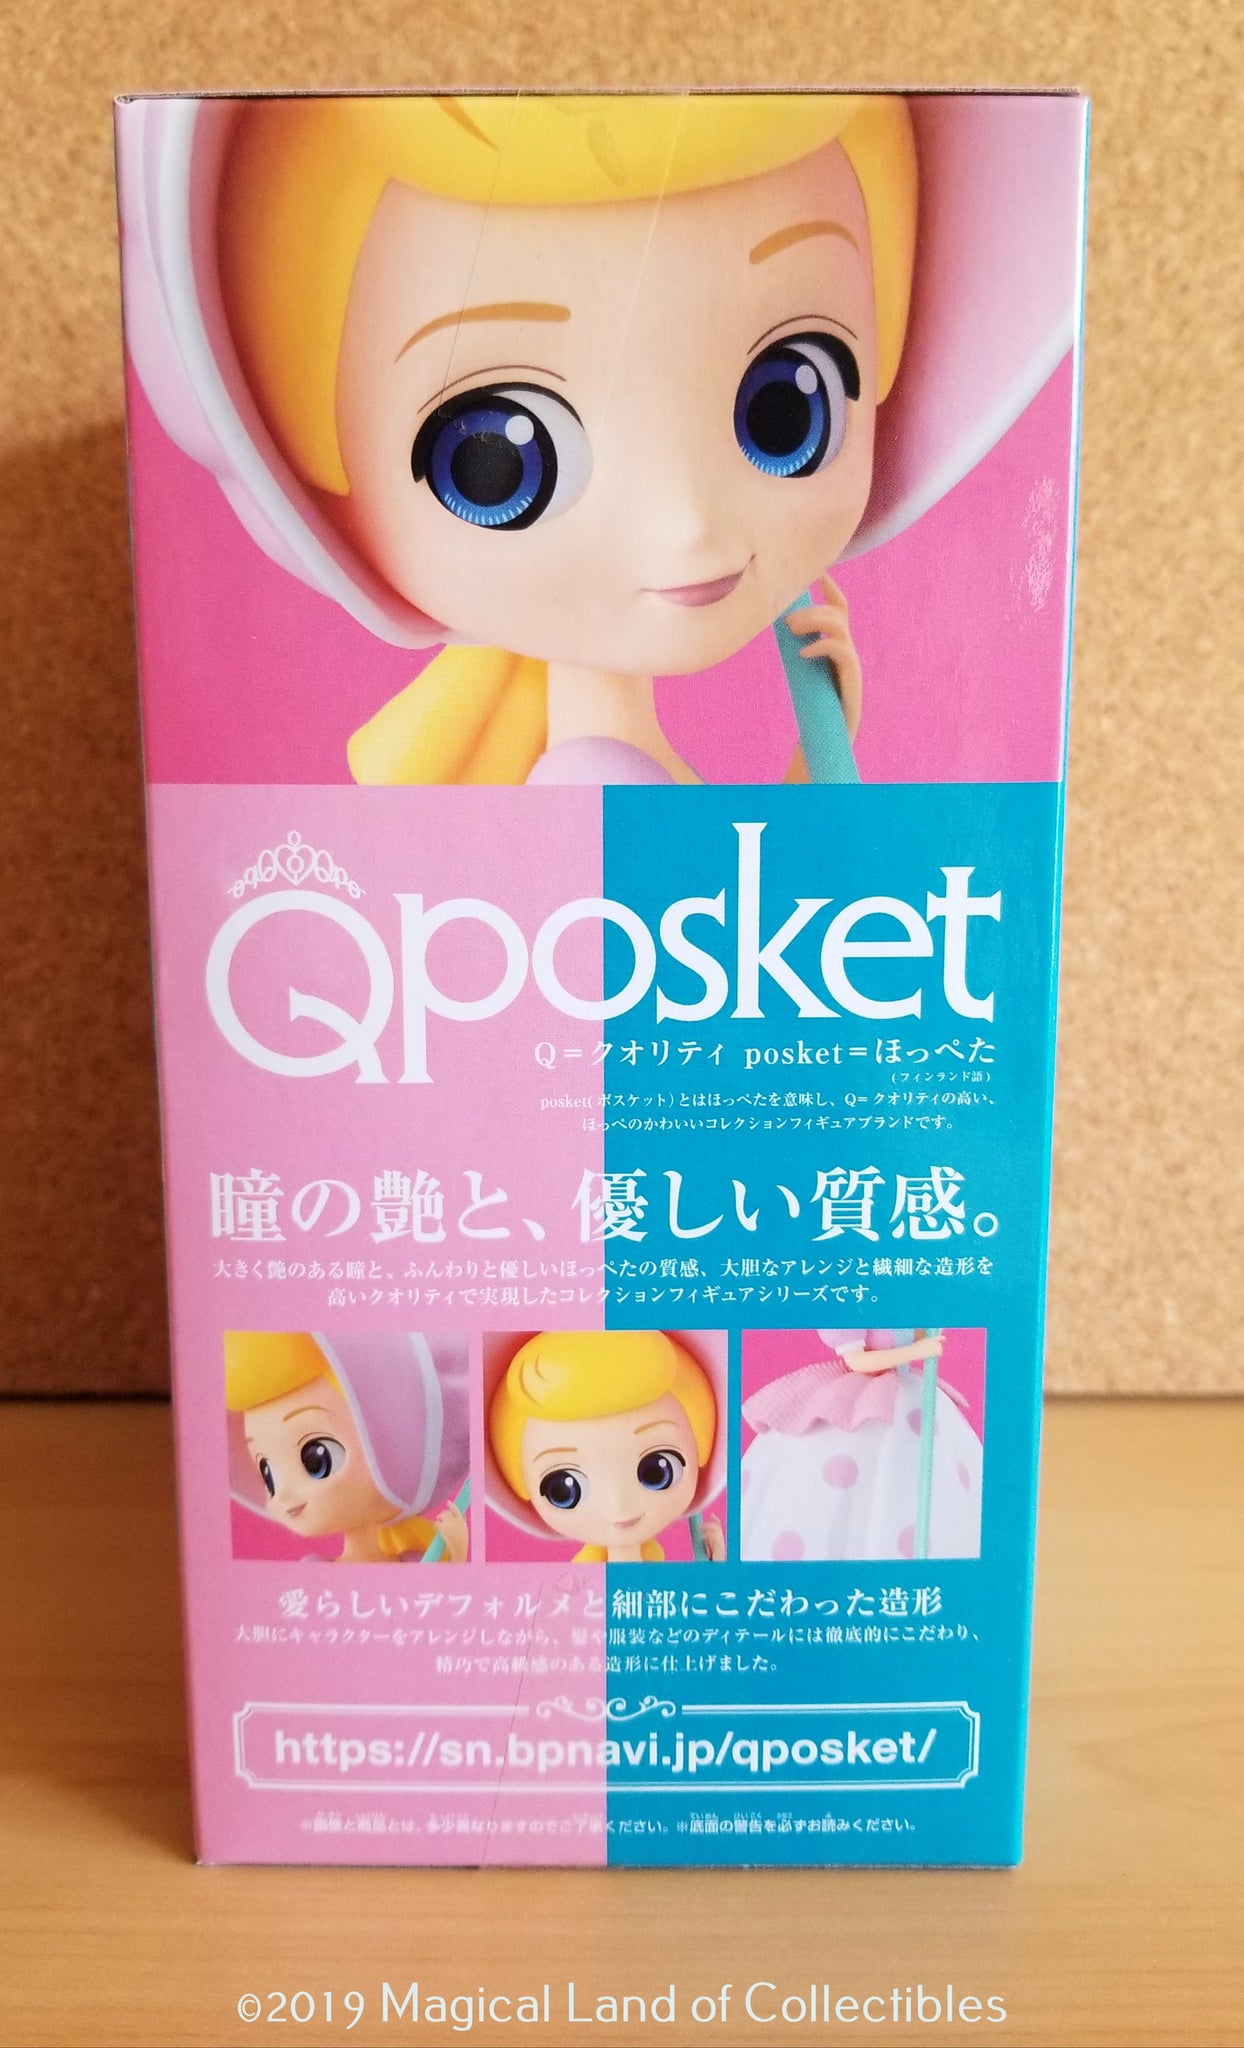 Qposket
Q=クオリティ posket=ほっぺた
(フィンランド語)
posket(ポスケット)とはほっぺたを意味し、Q=クオリティの高い、
ほっぺのかわいいコレクションフィギュアブランドです。
瞳の艶と、優しい質感。
大きく艶のある瞳と、ふんわりと優しいほっぺたの質感、大胆なアレンジと繊細な造形を
高いクオリティで実現したコレクションフィギュアシリーズです。
愛らしいデフォルメと細部にこだわった造形
大胆にキャラクターをアレンジしながら、髪や服装などのディテールには徹底的にこだわり、
精巧で高級感のある造形に仕上げました。
https://sn.bpnavi.jp/qposket/
※画像と商品とは、多少異なりますのでご了承ください。※底面の警告を必ずお読みください。
©2019 Magical Land of Collectibles